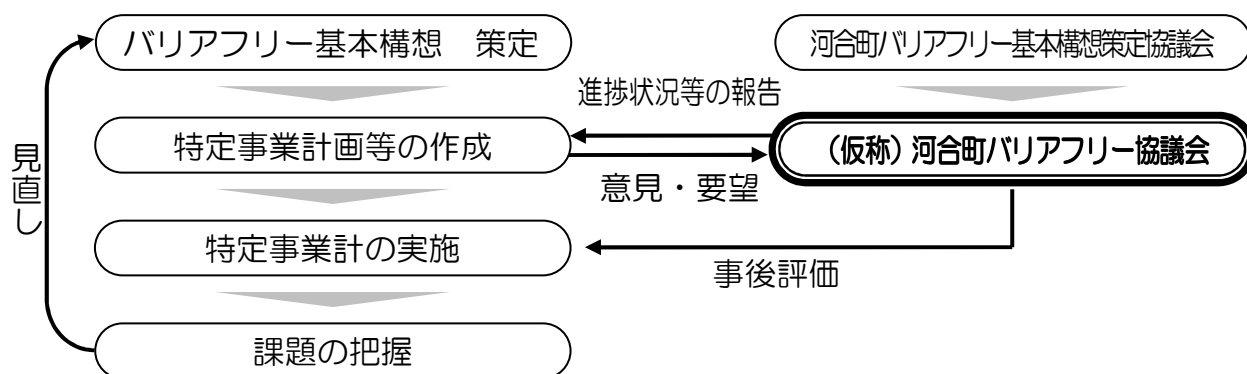 バリアフリー基本構想　策定
河合町バリアフリー基本構想策定協議会
進捗状況等の報告
特定事業計画等の作成
（仮称）河合町バリアフリー協議会
意見・要望
見直し
特定事業計の実施
事後評価
課題の把握